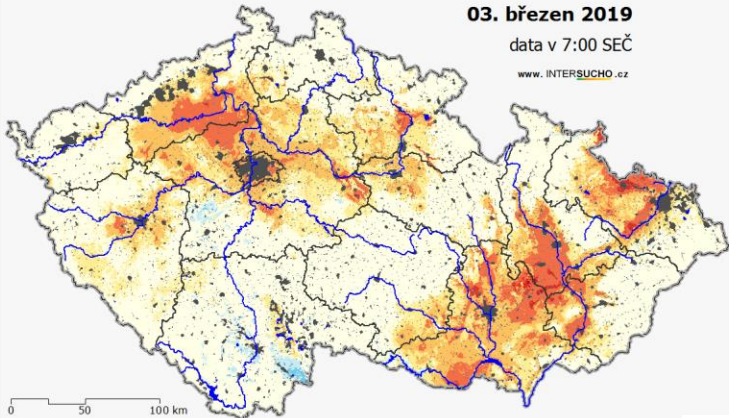 03. březen 2019
data v 7:00 SEČ
www. INTERSUCHO.cz
0 50 100 km